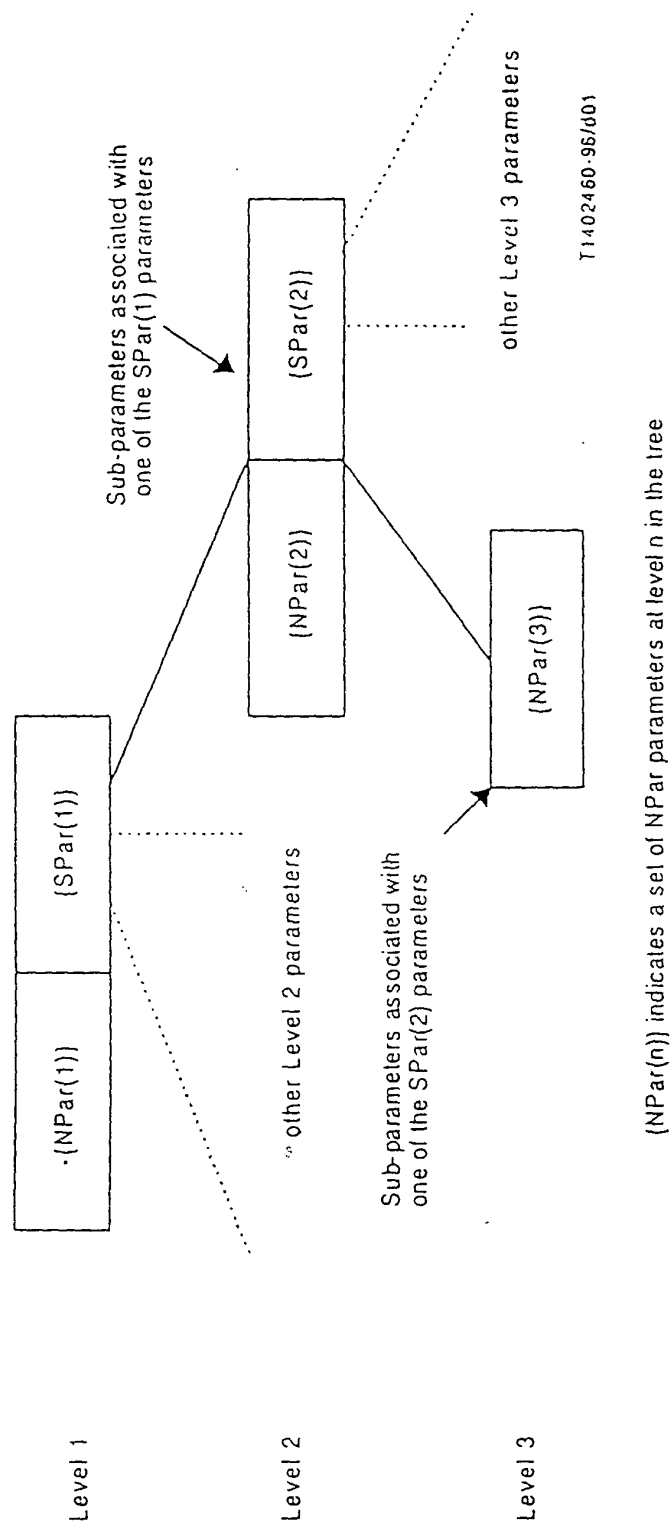 Level 1
{NPar(1)}
{SPar(1)}
Sub-parameters associated with
one of the SPar(1) parameters
Level 2
other Level 2 parameters
{NPar(2)}
{SPar(2)}
Sub-parameters associated with
one of the SPar(2) parameters
Level 3
{NPar(3)}
other Level 3 parameters
T1402460-96/d01
{NPar(n)} indicates a set of NPar parameters at level n in the tree